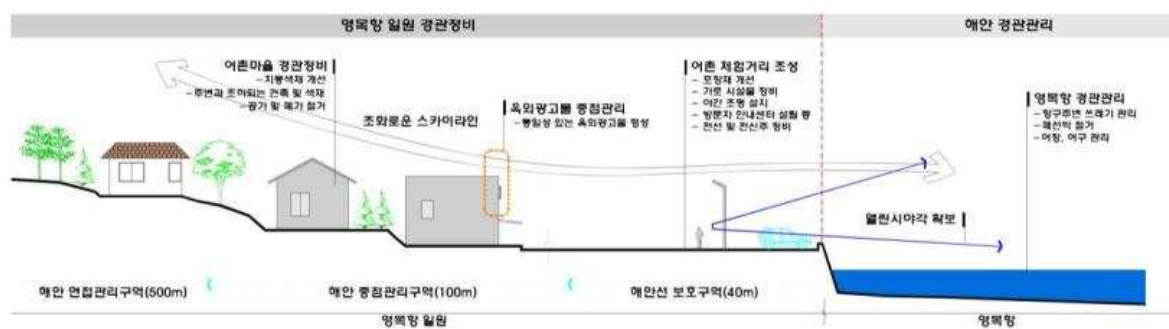 영목항 일원 경관정비
해안 경관관리
어촌마을 경관정비
- 지붕색채 개선
- 주변과 조화되는 건축 및 색채
- 공가 및 폐가 철거
조화로운 스카이라인
옥외광고물 중점관리
- 통일성 있는 옥외광고물 형성
어촌 체험거리 조성
- 포장재 개선
- 가로 시설물 정비
- 야간 조명 설치
- 방문자 안내센터 설립 등
- 전선 및 전신주 정비
영목항 경관관리
- 항구주변 쓰레기 관리
- 폐선박 철거
- 어장, 어구 관리
열린시야각 확보
해안 면접관리구역(500m)
해안 중점관리구역(100m)
해안선 보호구역(40m)
영목항 일원
영목항